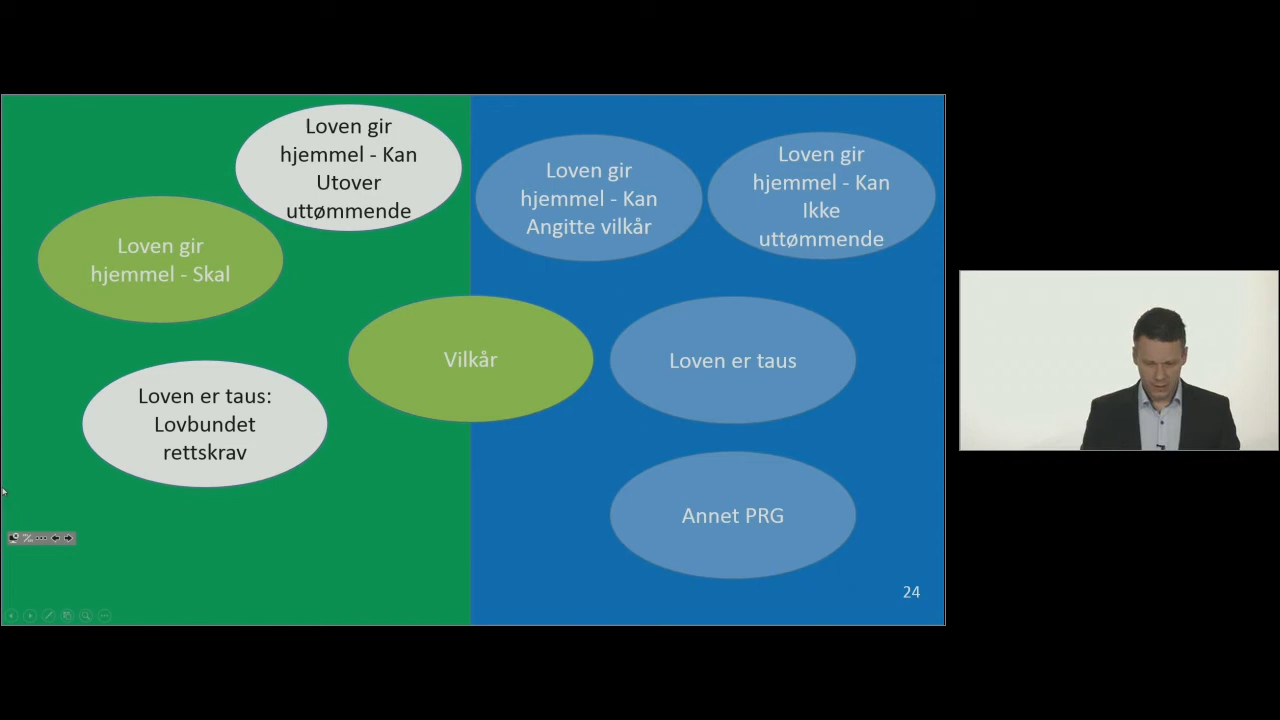 Loven gir
hjemmel - Kan
Utover
uttømmende
Loven gir
hjemmel - Kan
Angitte vilkår
Loven gir
hjemmel - Kan
Ikke
uttømmende
Loven gir
hjemmel - Skal
Vilkår
Loven er taus
Loven er taus:
Lovbundet
rettskrav
Annet PRG
24